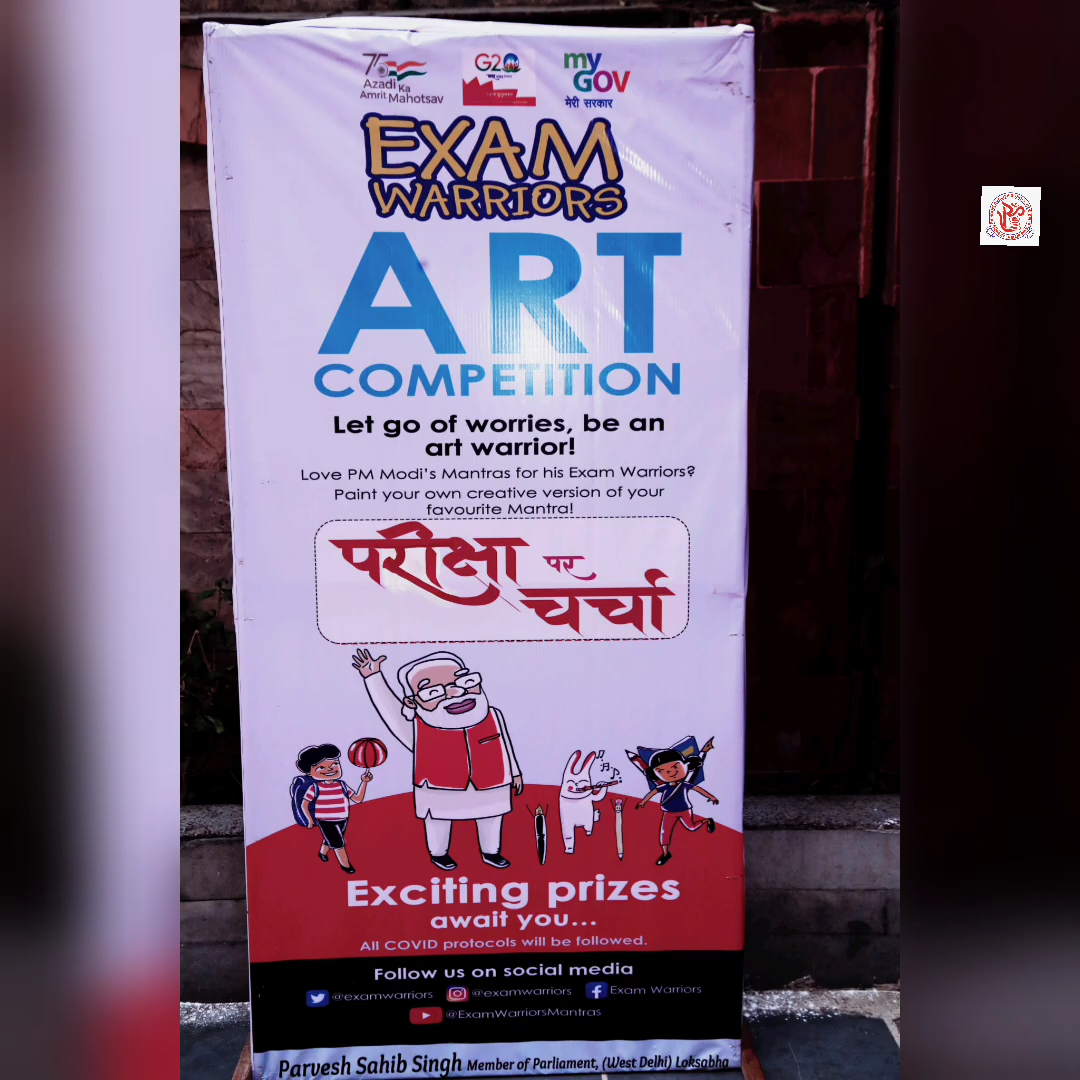 75
Azadi Ka
Amrit Mahotsav
G20
my
GOV
मेरी सरकार
EXAM
WARRIORS
ART
COMPETITION
Let go of worries, be an
art warrior!
Love PM Modi's Mantras for his Exam Warriors?
Paint your own creative version of your
favourite Mantra!
परीक्षा पर
चर्चा
Exciting prizes
await you...
All COVID protocols will be followed.
Follow us on social media
@examwarriors @examwarriors Exam Warriors
@ExamWarriorsMantras
Parvesh Sahib Singh Member of Parliament, (West Delhi) Loksabha